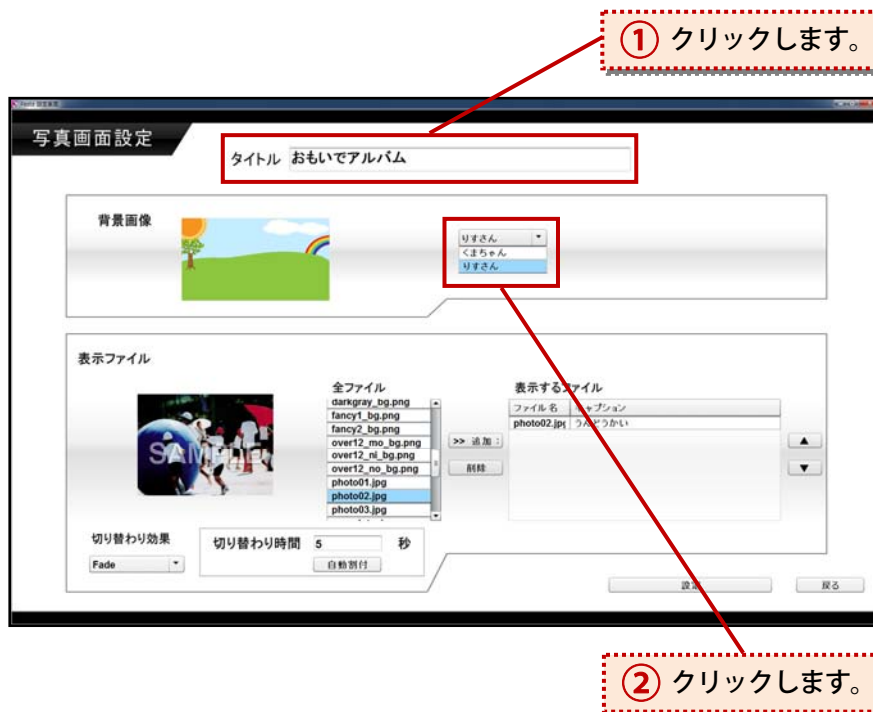 ① クリックします。
Photo 設定画面
写真画面設定
タイトル おもいでアルバム
背景画像
りすさん
くまちゃん
りすさん
表示ファイル
全ファイル
表示するファイル
darkgray_bg.png
fancy1_bg.png
fancy2_bg.png
over12_mo_bg.png
over12_ni_bg.png
over12_no_bg.png
photo01.jpg
photo02.jpg
photo03.jpg
ファイル名 キャプション
photo02.jpg うんどうかい
>> 追加 :
削除
▲
▼
SAMPLE
切り替わり効果
Fade
切り替わり時間 5 秒
自動割付
設定
戻る
② クリックします。